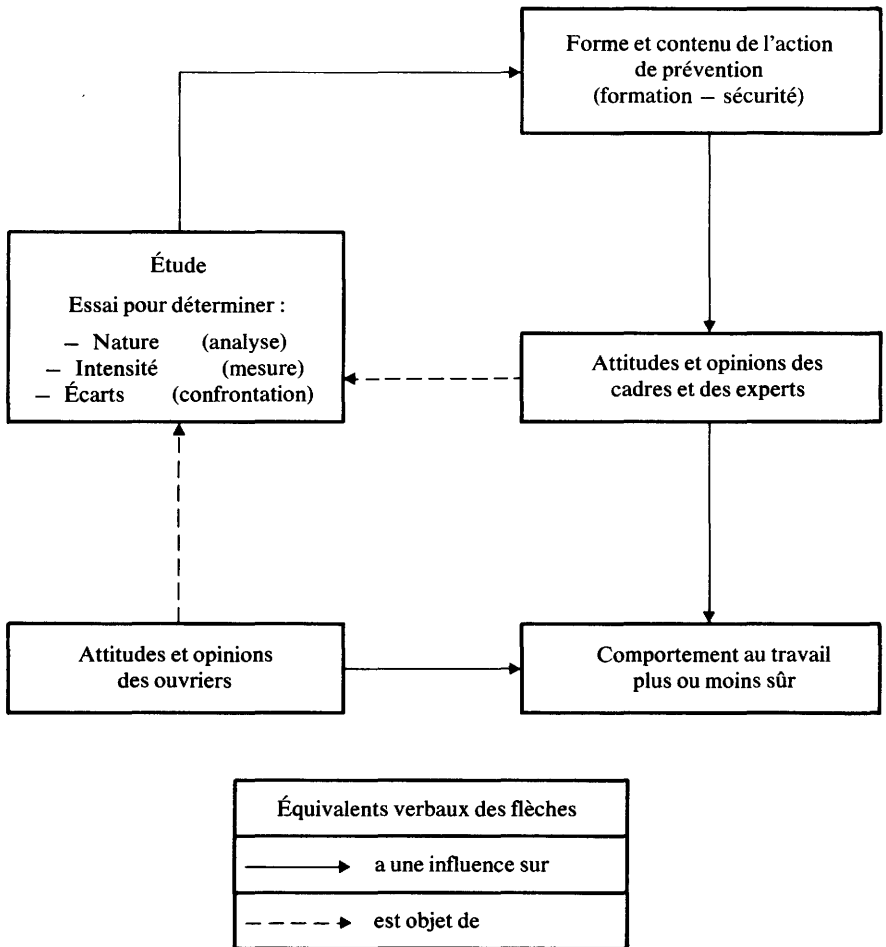 Forme et contenu de l'action
de prévention
(formation – sécurité)
Étude
Essai pour déterminer :
– Nature (analyse)
– Intensité (mesure)
– Écarts (confrontation)
Attitudes et opinions des
cadres et des experts
Attitudes et opinions
des ouvriers
Comportement au travail
plus ou moins sûr
Équivalents verbaux des flèches
a une influence sur
est objet de